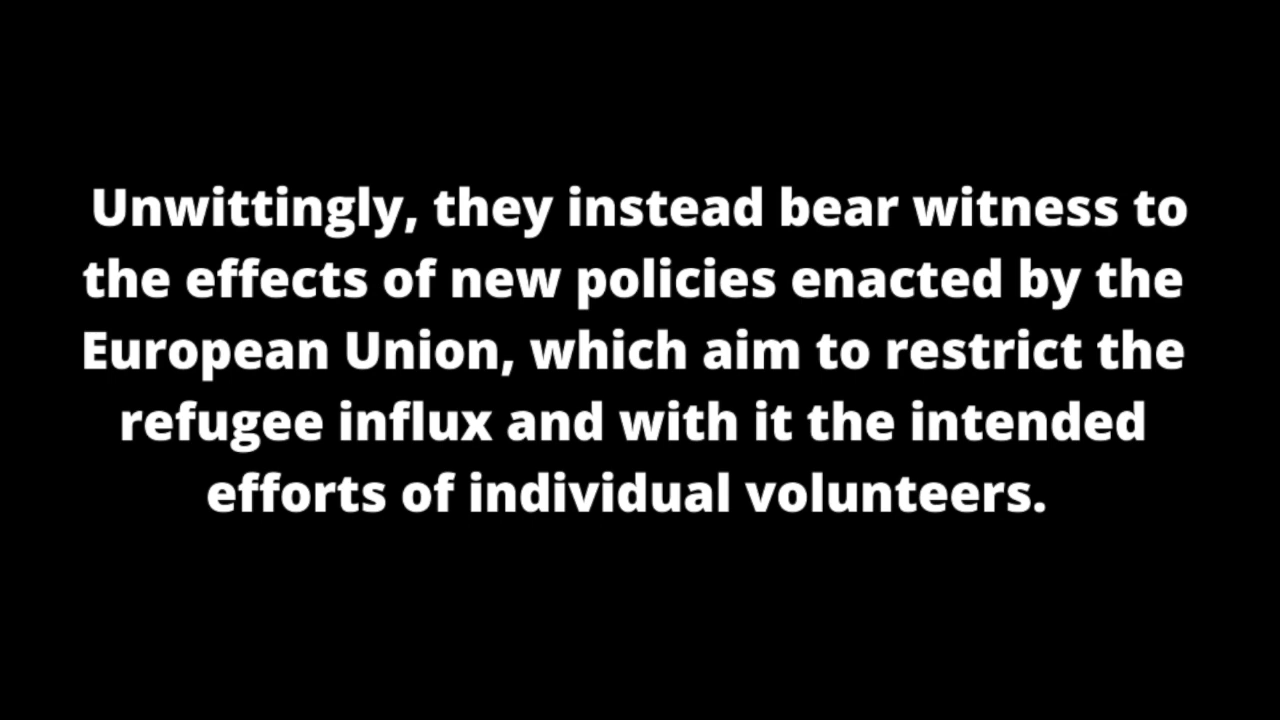 Unwittingly, they instead bear witness to
the effects of new policies enacted by the
European Union, which aim to restrict the
refugee influx and with it the intended
efforts of individual volunteers.